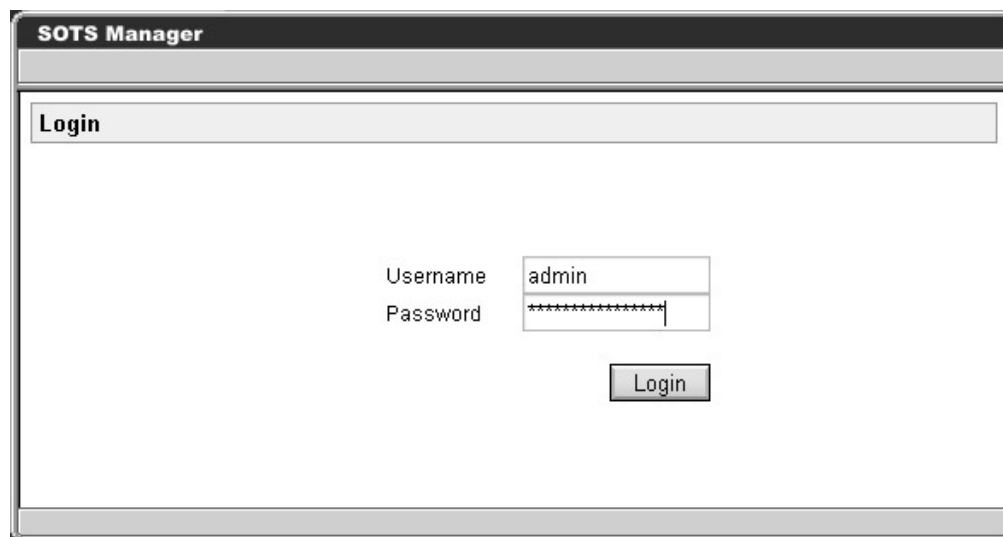 SOTS Manager
Login
Username admin
Password ****************
Login